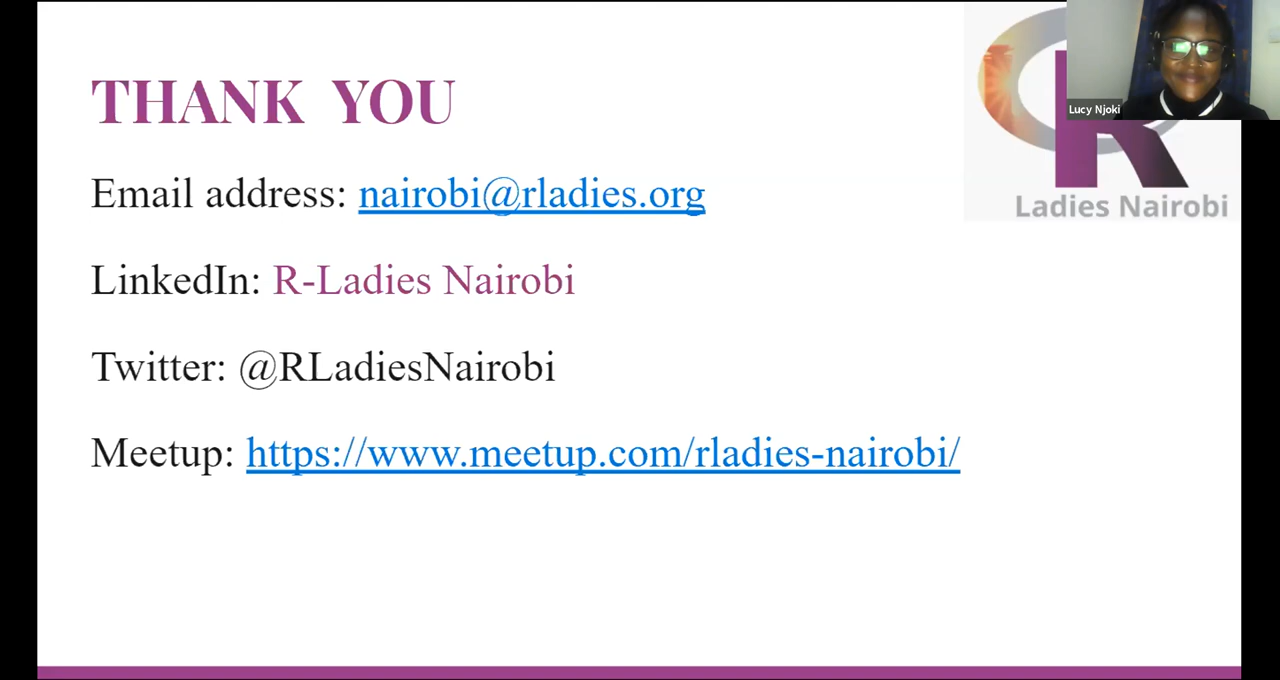 THANK YOU
Email address: nairobi@rladies.org
LinkedIn: R-Ladies Nairobi
Twitter: @RLadiesNairobi
Meetup: https://www.meetup.com/rladies-nairobi/
Lucy Njoki
R
Ladies Nairobi